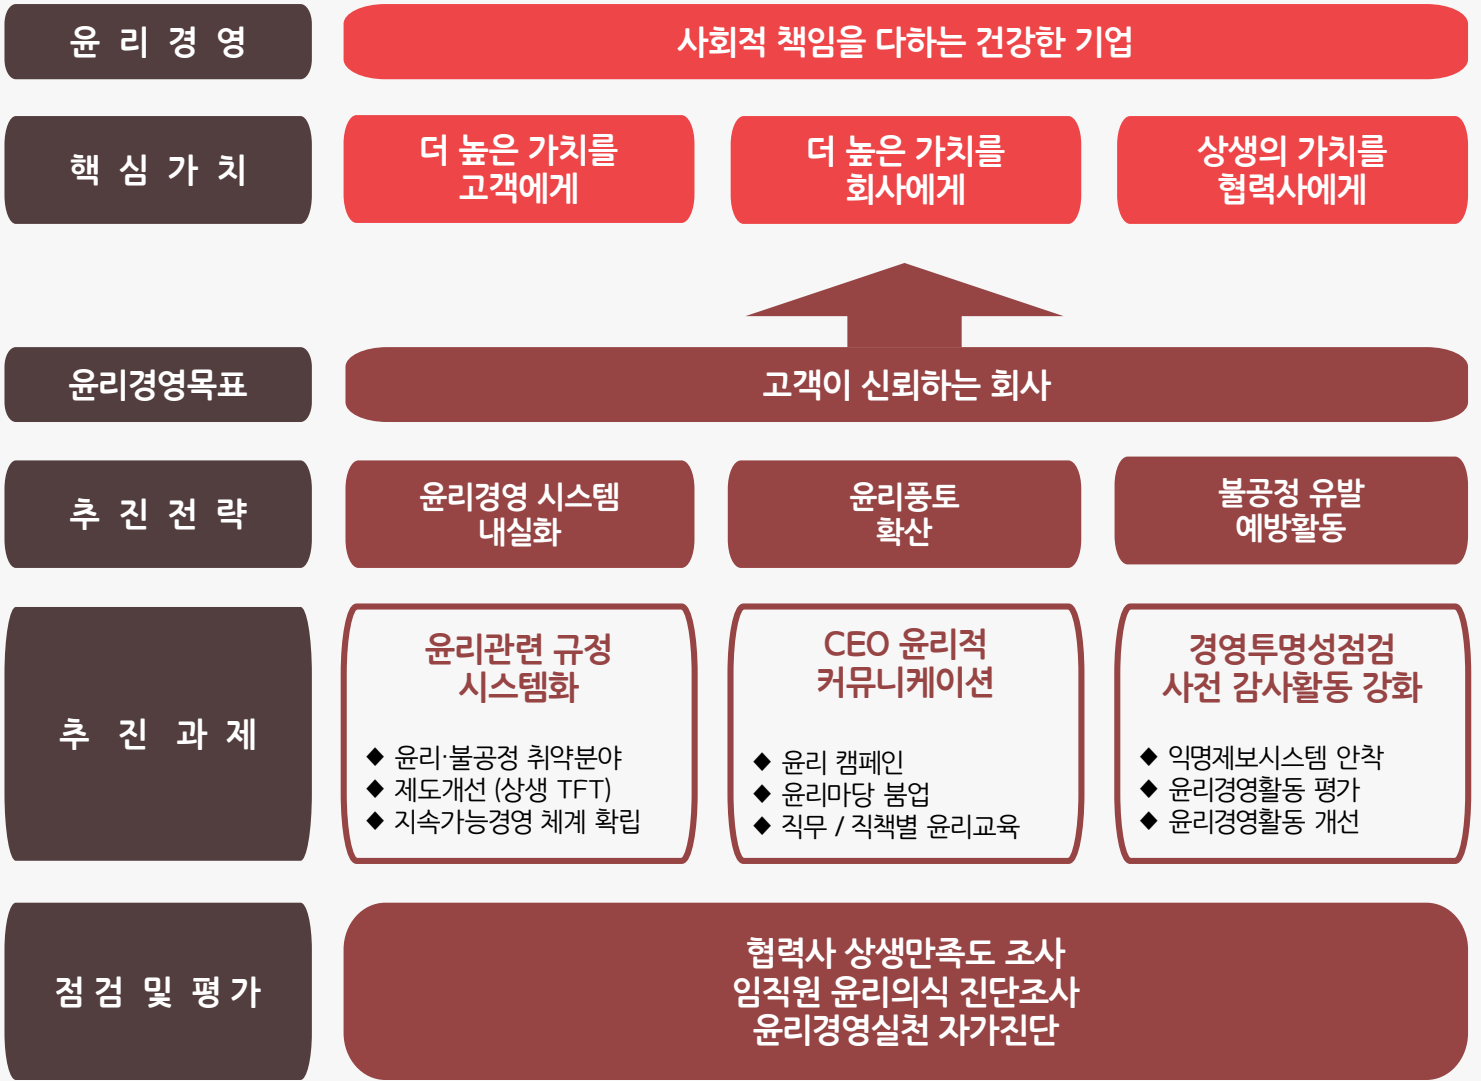 윤 리 경 영
사회적 책임을 다하는 건강한 기업
핵 심 가 치
더 높은 가치를
고객에게
더 높은 가치를
회사에게
상생의 가치를
협력사에게
윤리경영목표
고객이 신뢰하는 회사
추 진 전 략
윤리경영 시스템
내실화
윤리풍토
확산
불공정 유발
예방활동
추 진 과 제
윤리관련 규정
시스템화
◆ 윤리·불공정 취약분야
◆ 제도개선 (상생 TFT)
◆ 지속가능경영 체계 확립
CEO 윤리적
커뮤니케이션
◆ 윤리 캠페인
◆ 윤리마당 붐업
◆ 직무 / 직책별 윤리교육
경영투명성점검
사전 감사활동 강화
◆ 익명제보시스템 안착
◆ 윤리경영활동 평가
◆ 윤리경영활동 개선
점 검 및 평 가
협력사 상생만족도 조사
임직원 윤리의식 진단조사
윤리경영실천 자가진단